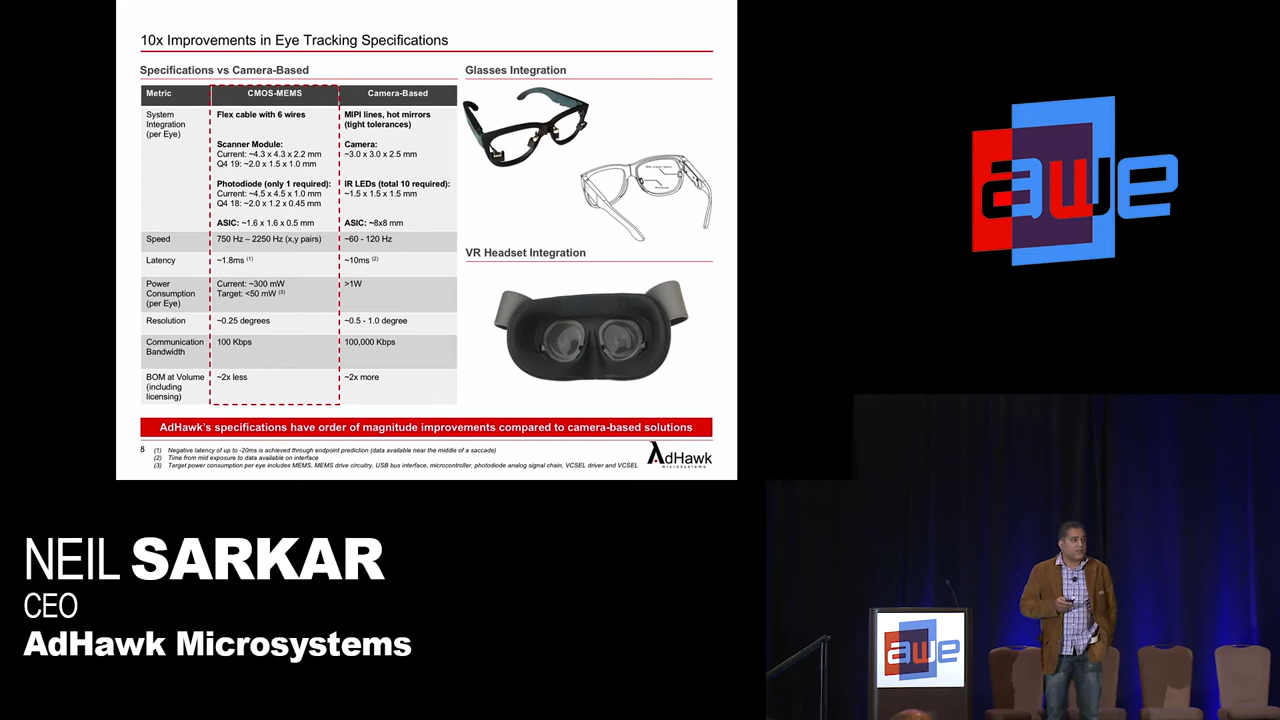 10x Improvements in Eye Tracking Specifications
Specifications vs Camera-Based
Metric
CMOS-MEMS
Camera-Based
System
Integration
(per Eye)
Flex cable with 6 wires
Scanner Module:
Current: ~4.3 x 4.3 x 2.2 mm
Q4 19: ~2.0 x 1.5 x 1.0 mm
Photodiode (only 1 required):
Current: ~4.5 x 4.5 x 1.0 mm
Q4 18: ~2.0 x 1.2 x 0.45 mm
ASIC: ~1.6 x 1.6 x 0.5 mm
MIPI lines, hot mirrors
(tight tolerances)
Camera:
~3.0 x 3.0 x 2.5 mm
IR LEDs (total 10 required):
~1.5 x 1.5 x 1.5 mm
ASIC: ~8x8 mm
Speed
750 Hz – 2250 Hz (x,y pairs)
~60 - 120 Hz
Latency
~1.8ms (1)
~10ms (2)
Power
Consumption
(per Eye)
Current: ~300 mW
Target: <50 mW (3)
>1W
Resolution
~0.25 degrees
~0.5 - 1.0 degree
Communication
Bandwidth
100 Kbps
100,000 Kbps
BOM at Volume
(including
licensing)
~2x less
~2x more
Glasses Integration
VR Headset Integration
AdHawk's specifications have order of magnitude improvements compared to camera-based solutions
8
(1) Negative latency of up to -20ms is achieved through endpoint prediction (data available near the middle of a saccade)
(2) Time from mid exposure to data available on interface
(3) Target power consumption per eye includes MEMS, MEMS drive circuitry, USB bus interface, microcontroller, photodiode analog signal chain, VCSEL driver and VCSEL
AdHawk
microsystems
awe
NEIL SARKAR
CEO
AdHawk Microsystems
awe